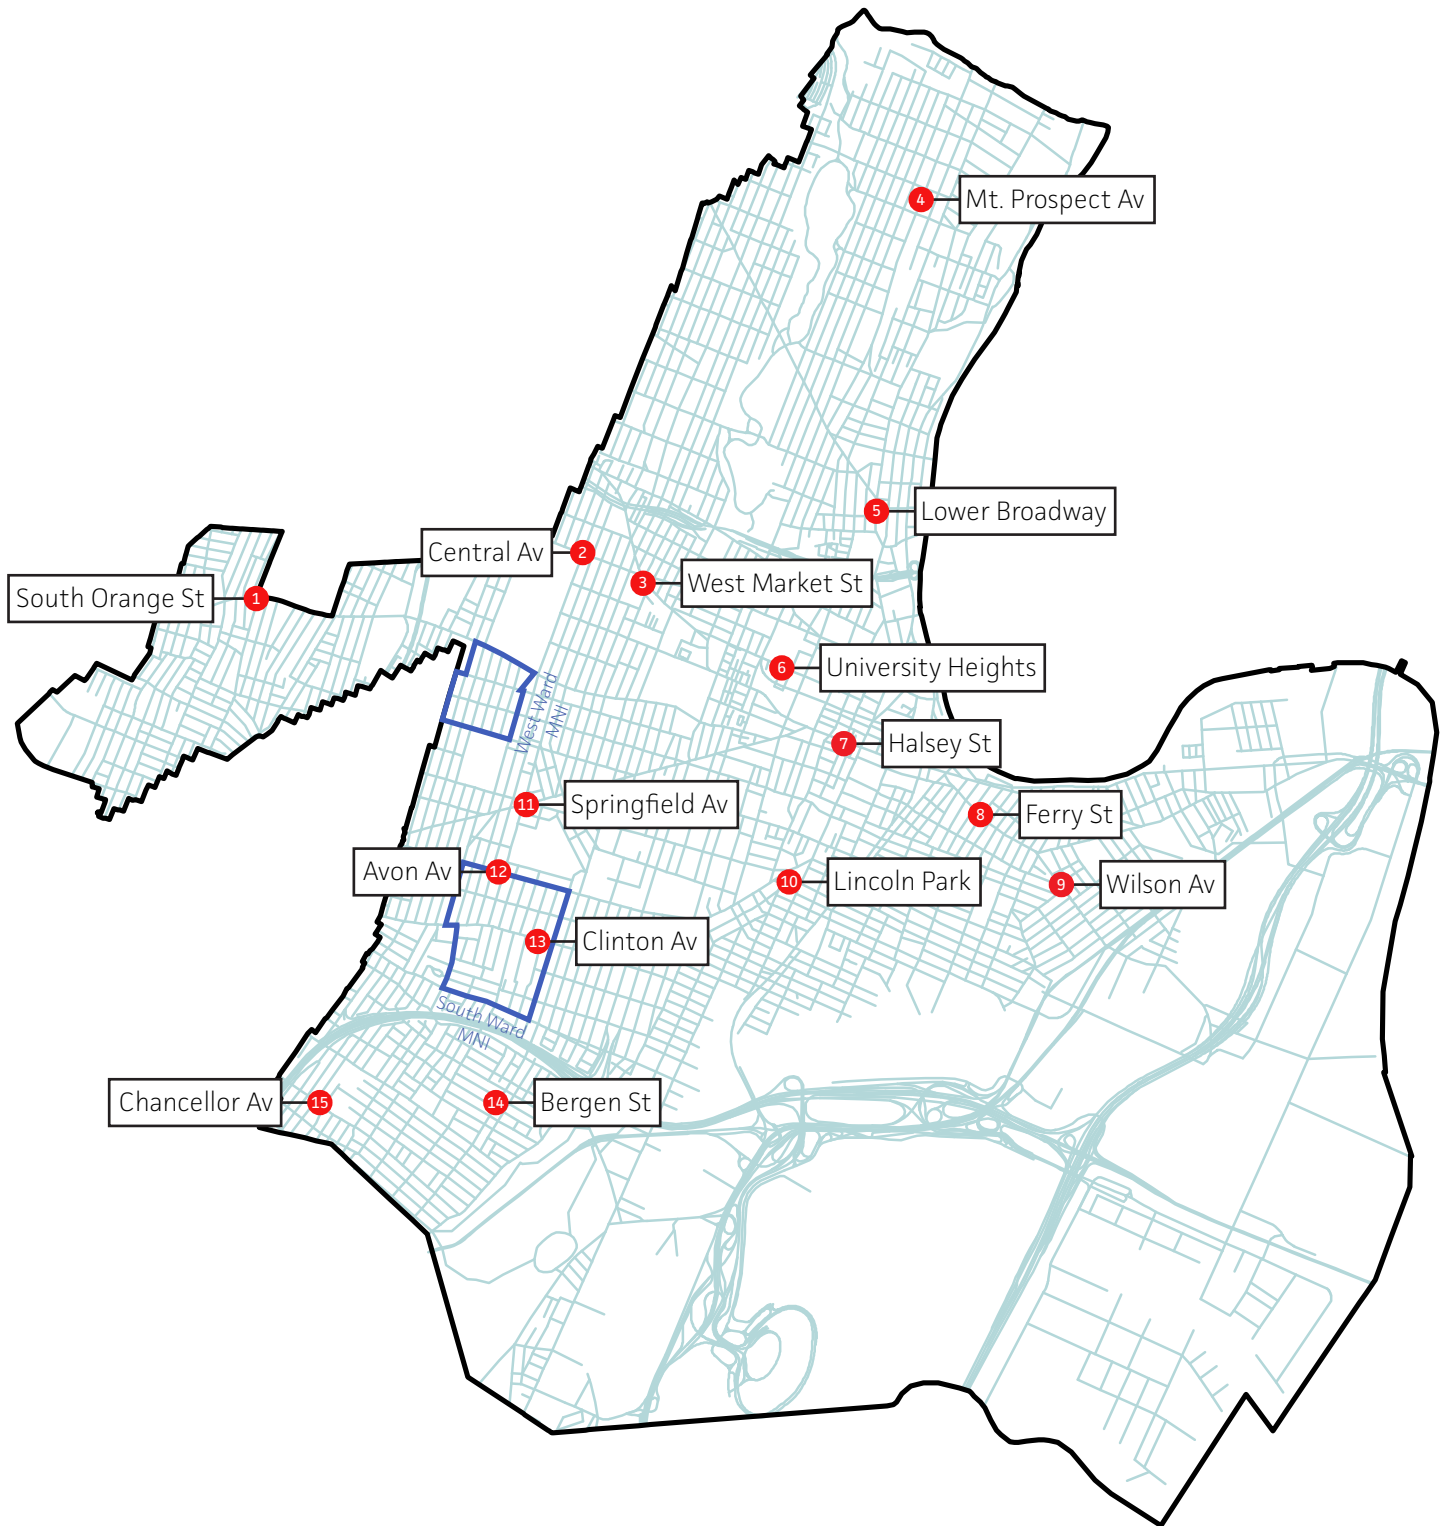 4
Mt. Prospect Av
5
Lower Broadway
Central Av
2
3
West Market St
South Orange St
1
6
University Heights
West Ward
MNI
7
Halsey St
11
Springfield Av
8
Ferry St
Avon Av
12
10
Lincoln Park
9
Wilson Av
13
Clinton Av
South Ward
MNI
Chancellor Av
15
14
Bergen St